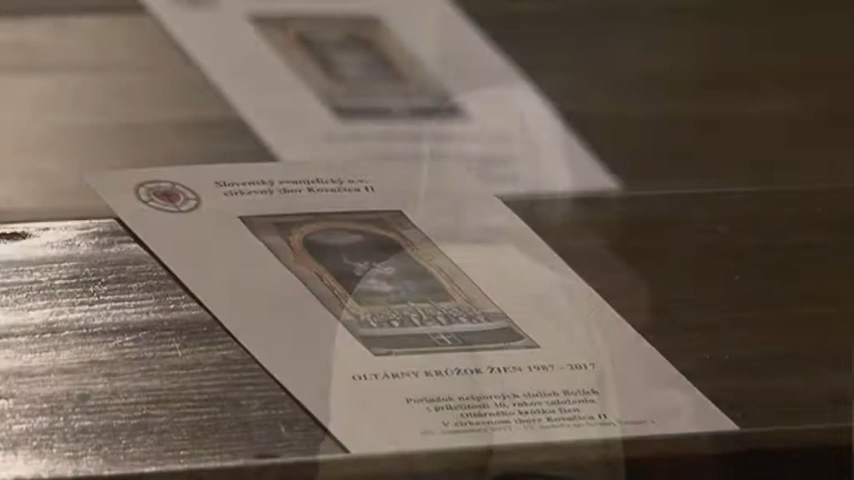 Slovenský evanjelický a.v.
cirkevný zbor Kovačica II
OLTÁRNY KRÚŽOK ŽIEN 1987 - 2017
Poriadok nešporných služieb Božích
z príležitosti 30. rokov založenia
Oltárneho krúžku žien
V cirkevnom zbore Kovačica II